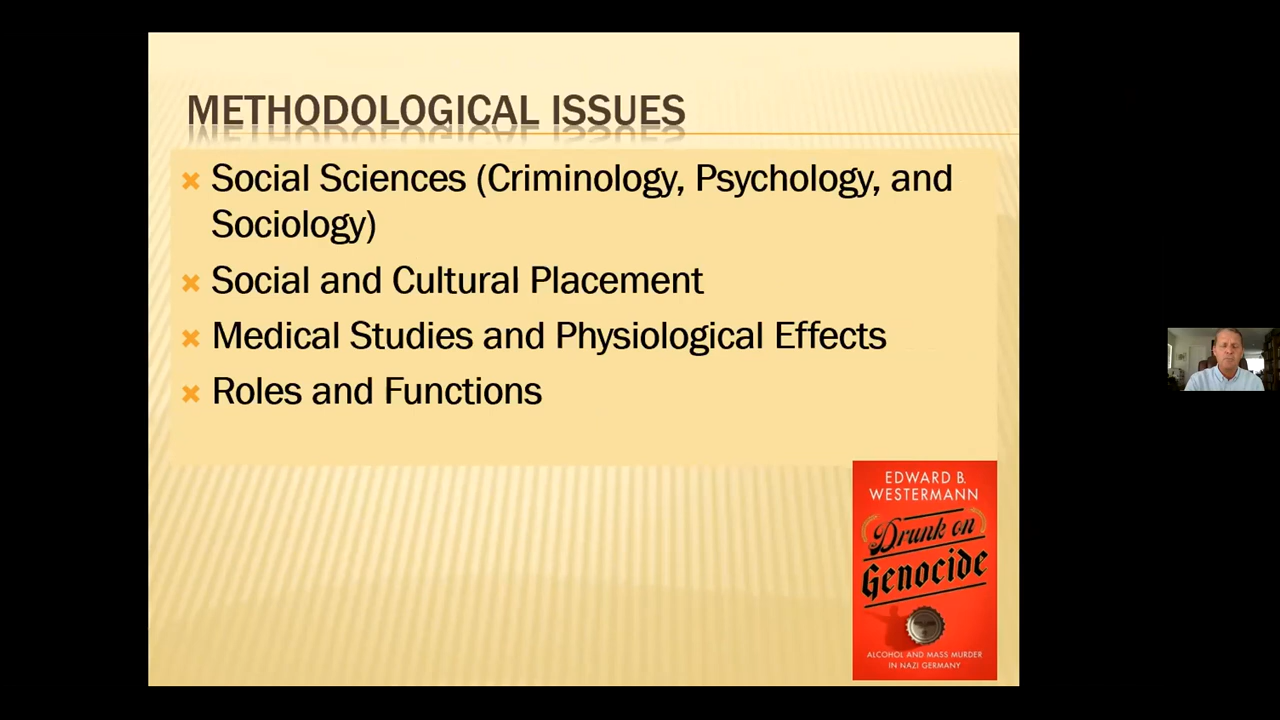 METHODOLOGICAL ISSUES
Social Sciences (Criminology, Psychology, and
Sociology)
Social and Cultural Placement
Medical Studies and Physiological Effects
Roles and Functions
EDWARD B.
WESTERMANN
Drunk on
Genocide
ALCOHOL AND MASS MURDER
IN NAZI GERMANY